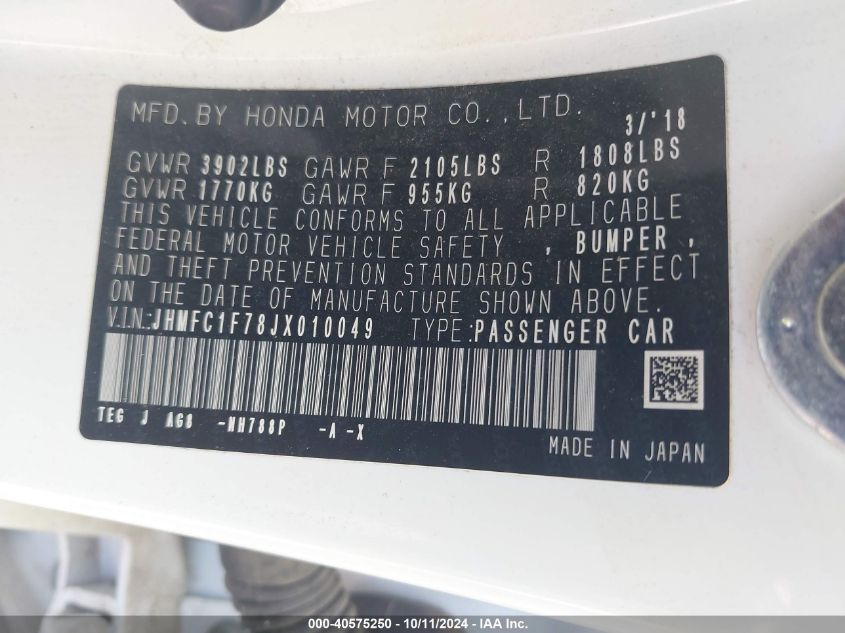 MFD. BY HONDA MOTOR CO., LTD. 3/'18
GVWR 3902LBS GAWR F 2105LBS R 1808LBS
GVWR 1770KG GAWR F 955KG R 820KG
THIS VEHICLE CONFORMS TO ALL APPLICABLE
FEDERAL MOTOR VEHICLE SAFETY , BUMPER ,
AND THEFT PREVENTION STANDARDS IN EFFECT
ON THE DATE OF MANUFACTURE SHOWN ABOVE.
V.I.N.:JHMFC1F78JX010049 TYPE:PASSENGER CAR
TEG J AG8 -NH788P -A -X
MADE IN JAPAN
000-40575250 - 10/11/2024 - IAA Inc.